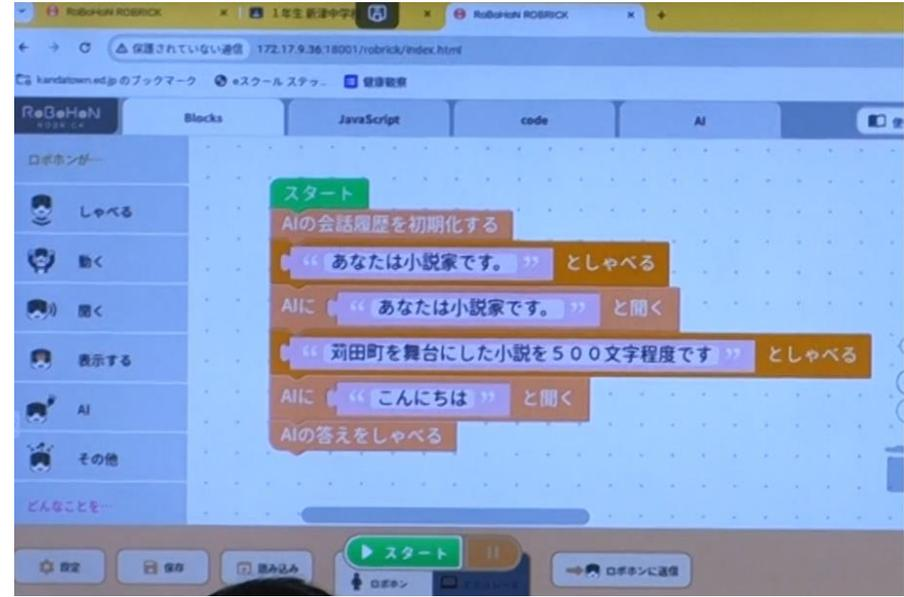 RoBoHoN ROBRICK
1年生 新津中学校
RoBoHoN ROBRICK
保護されていない通信 172.17.9.36:18001/robrick/index.html
kandatown.ed.jp のブックマーク eスクール ステッ... 健康観察
RoBoHoN
ROBRICK
Blocks
JavaScript
code
AI
ロボホンが…
しゃべる
動く
聞く
表示する
AI
その他
どんなことを…
スタート
AIの会話履歴を初期化する
“ あなたは小説家です。 ” としゃべる
AIに “ あなたは小説家です。 ” と聞く
“ 苅田町を舞台にした小説を５００文字程度です ” としゃべる
AIに “ こんにちは ” と聞く
AIの答えをしゃべる
設定
保存
読み込み
スタート
ロボホン
ロボホンに送信